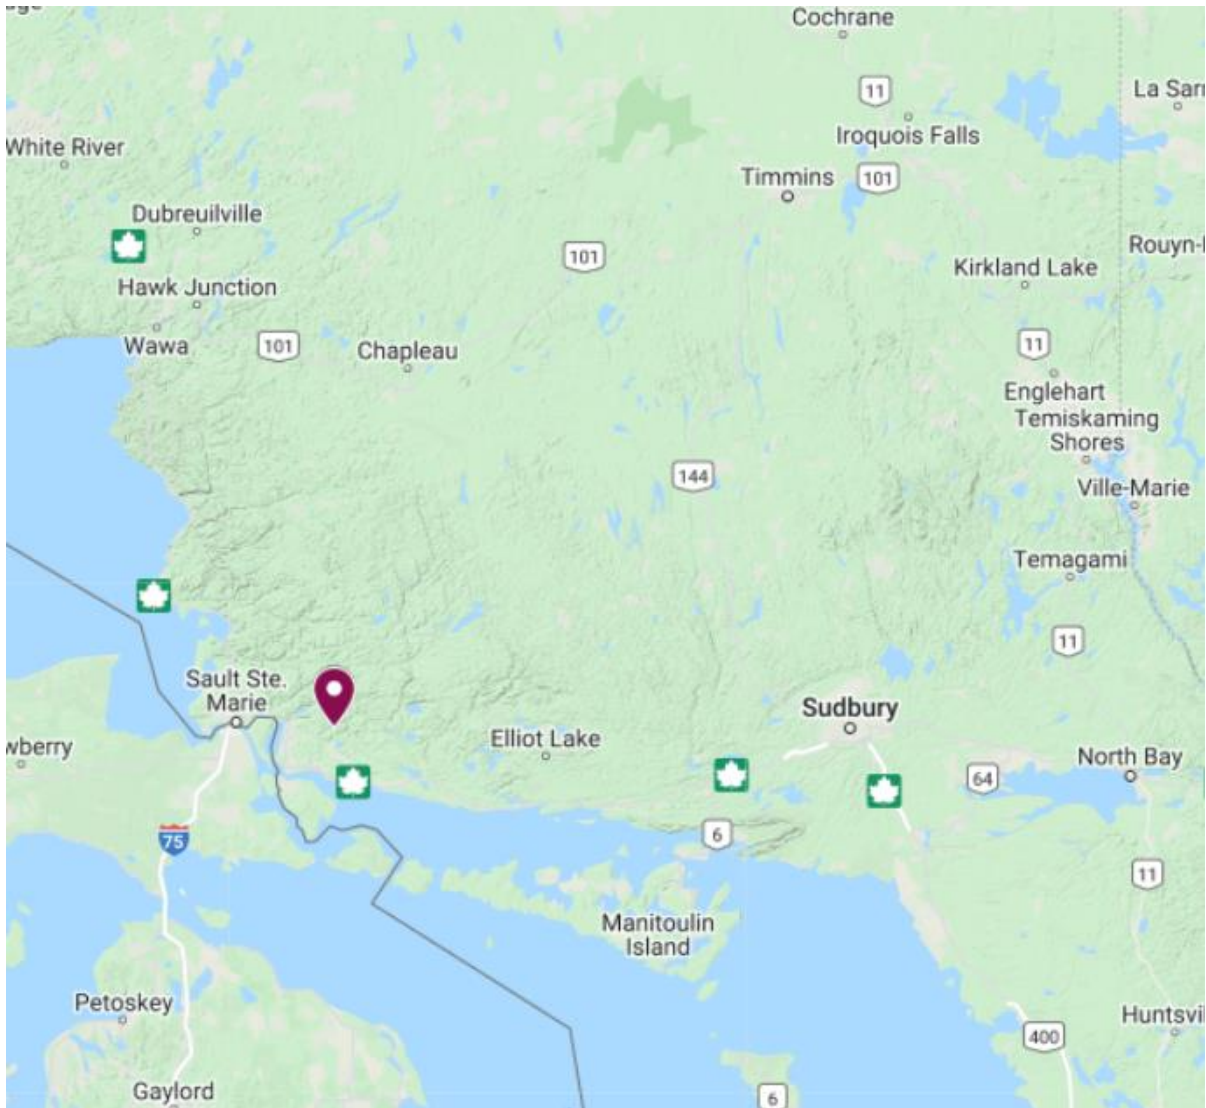 Cochrane
11
La Sarr
Iroquois Falls
White River
Timmins
101
Dubreuilville
101
Rouyn-
Kirkland Lake
Hawk Junction
Wawa
101
Chapleau
11
Englehart
Temiskaming
Shores
144
Ville-Marie
Temagami
11
Sault Ste.
Marie
Sudbury
Elliot Lake
wberry
North Bay
64
75
6
11
Manitoulin
Island
Petoskey
Huntsvi
400
Gaylord
6